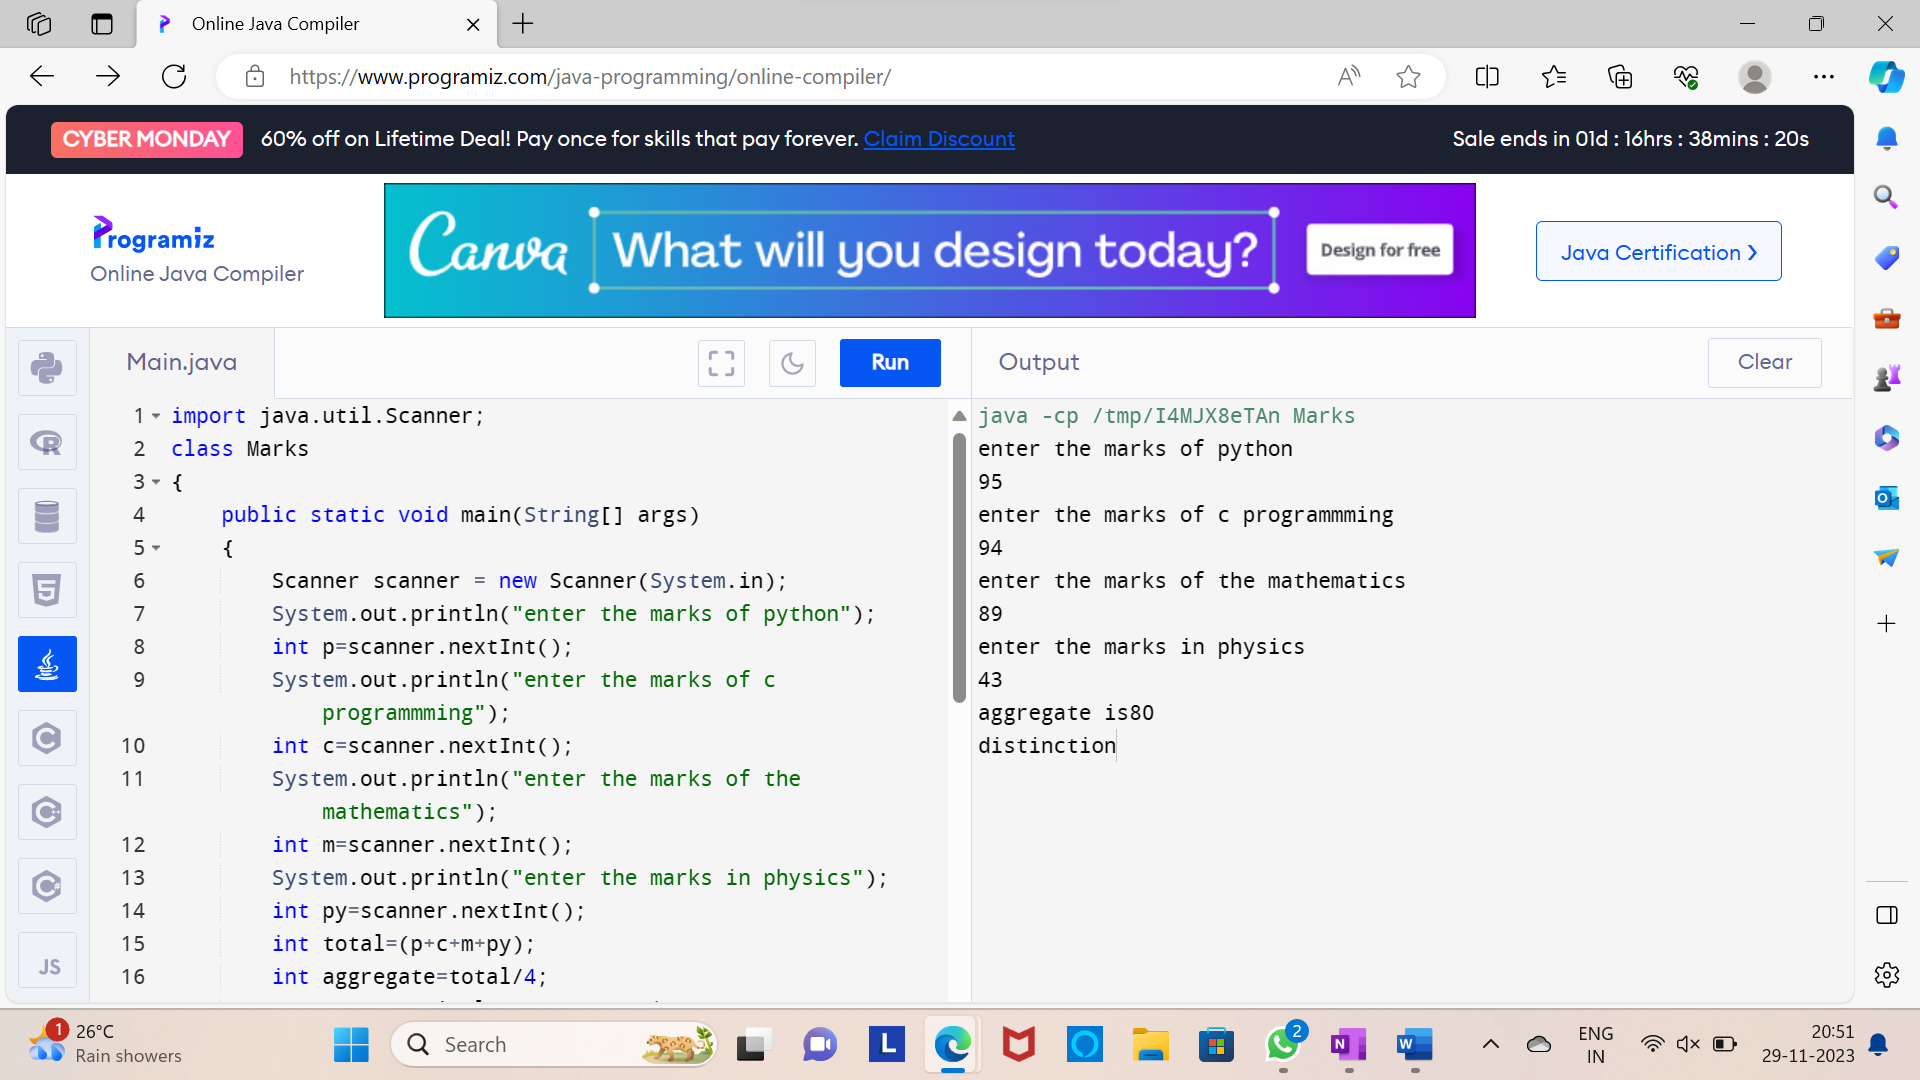 Online Java Compiler
https://www.programiz.com/java-programming/online-compiler/
CYBER MONDAY 60% off on Lifetime Deal! Pay once for skills that pay forever. Claim Discount Sale ends in 01d : 16hrs : 38mins : 20s
Programiz
Online Java Compiler
Canva What will you design today? Design for free
Java Certification ›
Main.java
Run
Output
Clear
1 import java.util.Scanner;
2 class Marks
3 {
4 public static void main(String[] args)
5 {
6 Scanner scanner = new Scanner(System.in);
7 System.out.println("enter the marks of python");
8 int p=scanner.nextInt();
9 System.out.println("enter the marks of c
programmming");
10 int c=scanner.nextInt();
11 System.out.println("enter the marks of the
mathematics");
12 int m=scanner.nextInt();
13 System.out.println("enter the marks in physics");
14 int py=scanner.nextInt();
15 int total=(p+c+m+py);
16 int aggregate=total/4;
java -cp /tmp/I4MJX8eTAn Marks
enter the marks of python
95
enter the marks of c programmming
94
enter the marks of the mathematics
89
enter the marks in physics
43
aggregate is80
distinction
JS
1
26°C
Rain showers
Search
L
2
N
W
ENG
IN
20:51
29-11-2023